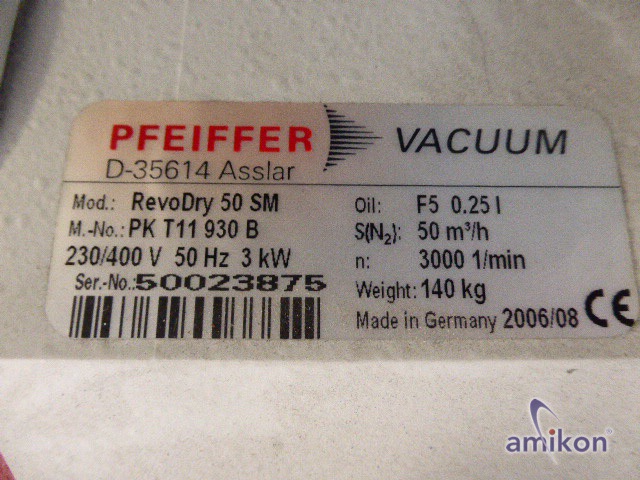 PFEIFFER VACUUM
D-35614 Asslar
Mod.: RevoDry 50 SM
M.-No.: PK T11 930 B
230/400 V 50 Hz 3 kW
Ser.-No.: 50023875
Oil: F5 0.25 l
S(N₂): 50 m³/h
n: 3000 1/min
Weight: 140 kg
Made in Germany 2006/08 CE
amikon